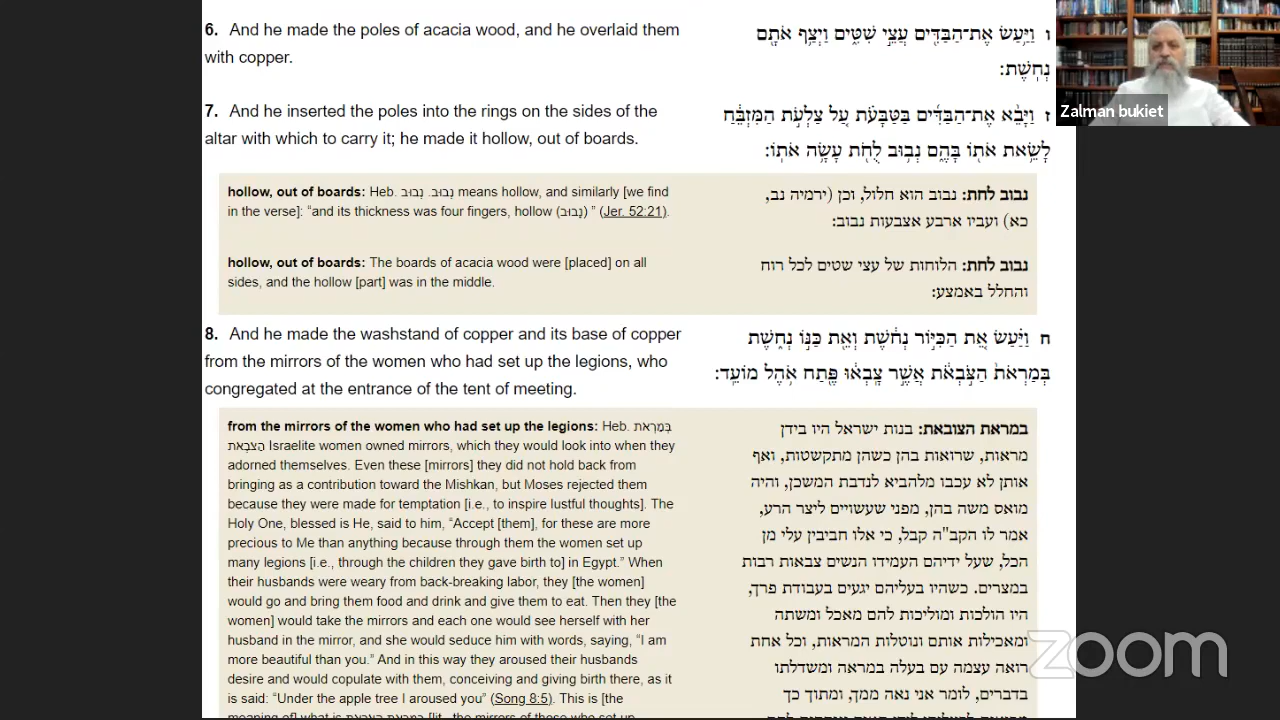 6. And he made the poles of acacia wood, and he overlaid them
with copper.
ו וַיַּ֥עַשׂ אֶת־הַבַּדִּ֖ים עֲצֵ֣י שִׁטִּ֑ים וַיְצַ֥ף אֹתָ֖ם
נְחֽשֶׁת:
7. And he inserted the poles into the rings on the sides of the
altar with which to carry it; he made it hollow, out of boards.
ז וַיָּבֵ֨א אֶת־הַבַּדִּ֜ים בַּטַּבָּעֹ֗ת עַ֚ל צַלְעֹ֣ת הַמִּזְבֵּ֔חַ
לָשֵׂ֥את אֹת֖וֹ בָּהֶ֑ם נְב֥וּב לֻחֹ֖ת עָשָׂ֥ה אֹתֽוֹ:
hollow, out of boards: Heb. נְבוּב. נְבוּב means hollow, and similarly [we find
in the verse]: “and its thickness was four fingers, hollow (נָבוּב) ” (Jer. 52:21).
נבוב לחת: נבוב הוא חלול, וכן (ירמיה נב,
כא) ועביו ארבע אצבעות נבוב:
hollow, out of boards: The boards of acacia wood were [placed] on all
sides, and the hollow [part] was in the middle.
נבוב לחת: הלוחות של עצי שטים לכל רוח
והחלל באמצע:
8. And he made the washstand of copper and its base of copper
from the mirrors of the women who had set up the legions, who
congregated at the entrance of the tent of meeting.
ח וַיַּ֗עַשׂ אֵ֚ת הַכִּיּ֣וֹר נְח֔שֶׁת וְאֵ֖ת כַּנּ֣וֹ נְח֑שֶׁת
בְּמַרְאֹת֙ הַצֹּ֣בְאֹ֔ת אֲשֶׁ֣ר צָֽבְא֔וּ פֶּ֖תַח אֹ֥הֶל מוֹעֵֽד:
from the mirrors of the women who had set up the legions: Heb. בְּמַרְאֹת
הַצֹבְאֹת Israelite women owned mirrors, which they would look into when they
adorned themselves. Even these [mirrors] they did not hold back from
bringing as a contribution toward the Mishkan, but Moses rejected them
because they were made for temptation [i.e., to inspire lustful thoughts]. The
Holy One, blessed is He, said to him, “Accept [them], for these are more
precious to Me than anything because through them the women set up
many legions [i.e., through the children they gave birth to] in Egypt.” When
their husbands were weary from back-breaking labor, they [the women]
would go and bring them food and drink and give them to eat. Then they [the
women] would take the mirrors and each one would see herself with her
husband in the mirror, and she would seduce him with words, saying, “I am
more beautiful than you.” And in this way they aroused their husbands
desire and would copulate with them, conceiving and giving birth there, as it
is said: “Under the apple tree I aroused you” (Song 8:5). This is [the
במראת הצובאת: בנות ישראל היו בידן
מראות, שרואות בהן כשהן מתקשטות, ואף
אותן לא עכבו מלהביא לנדבת המשכן, והיה
מואס משה בהן, מפני שעשויים ליצר הרע,
אמר לו הקב"ה קבל, כי אלו חביבין עלי מן
הכל, שעל ידיהם העמידו הנשים צבאות רבות
במצרים. כשהיו בעליהם יגעים בעבודת פרך,
היו הולכות ומוליכות להם מאכל ומשתה
ומאכילות אותם ונוטלות המראות, וכל אחת
רואה עצמה עם בעלה במראה ומשדלתו
בדברים, לומר אני נאה ממך, ומתוך כך
Zalman bukiet
zoom